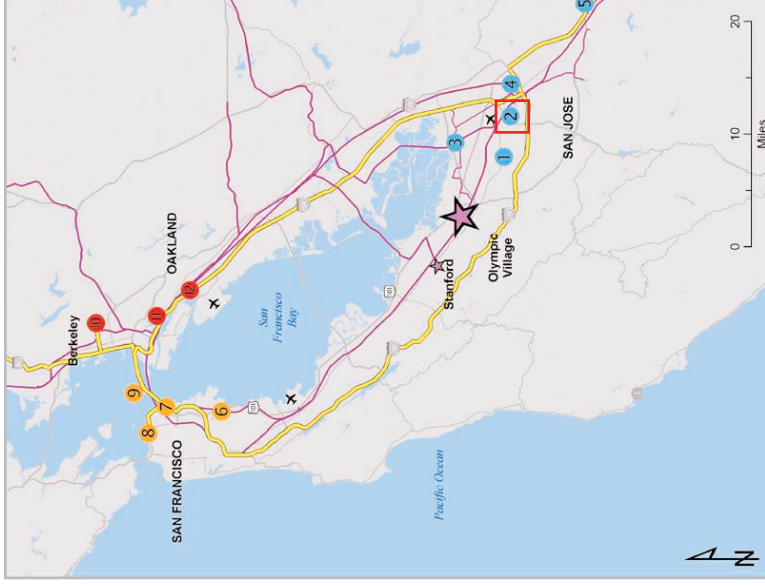 Berkeley
10
9
8
11
7
OAKLAND
SAN FRANCISCO
12
6
101
San
Francisco
Bay
101
Pacific Ocean
Stanford
3
Olympic
Village
1
2
4
SAN JOSE
5
0 10 20
N
Miles